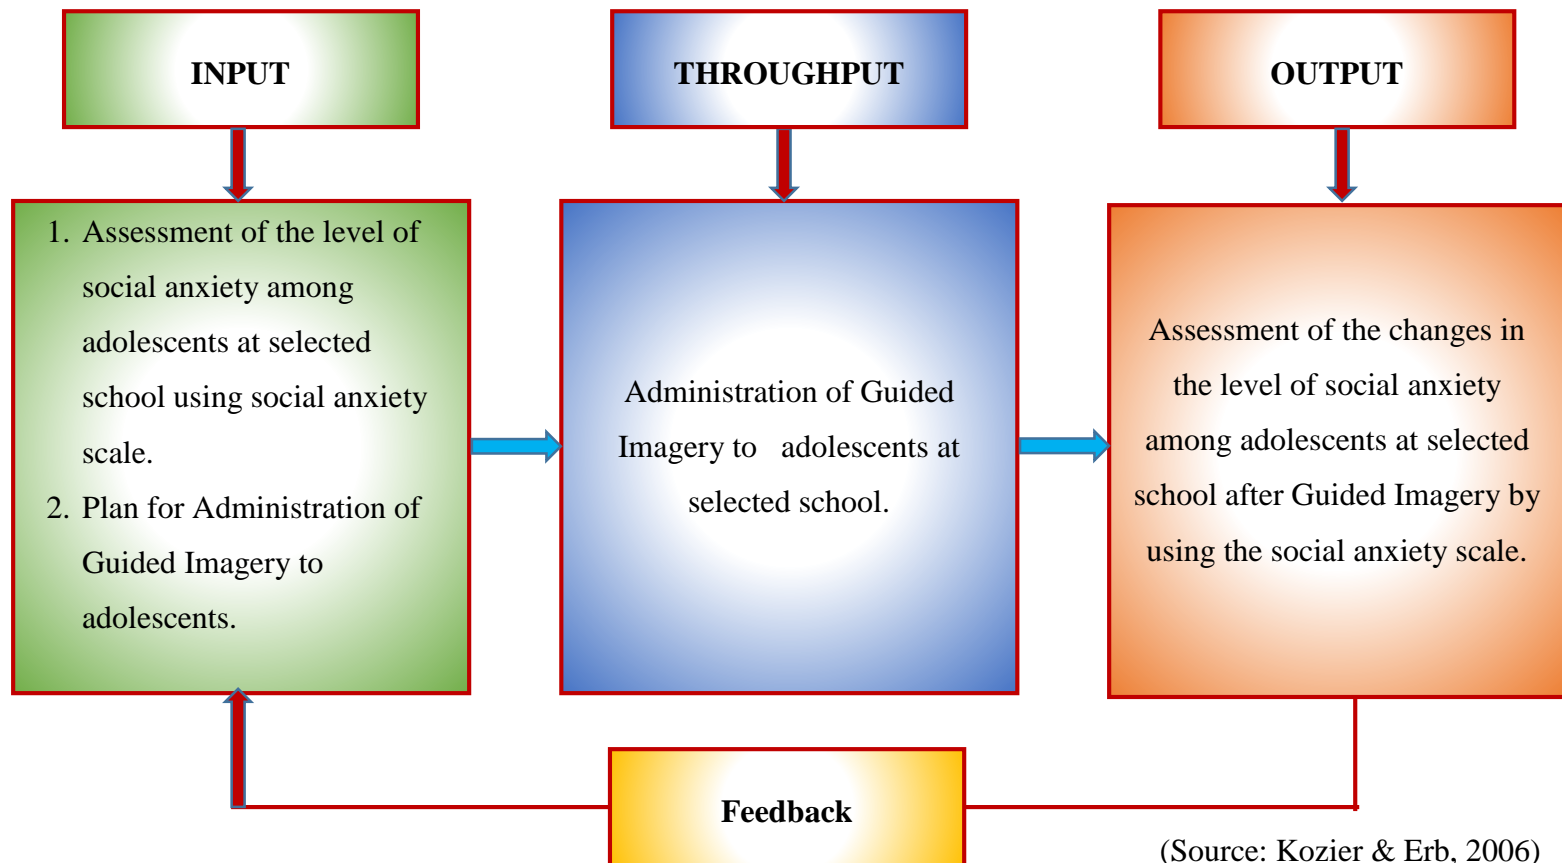 INPUT
THROUGHPUT
OUTPUT
1. Assessment of the level of
social anxiety among
adolescents at selected
school using social anxiety
scale.
2. Plan for Administration of
Guided Imagery to
adolescents.
Administration of Guided
Imagery to adolescents at
selected school.
Assessment of the changes in
the level of social anxiety
among adolescents at selected
school after Guided Imagery by
using the social anxiety scale.
Feedback
(Source: Kozier & Erb, 2006)